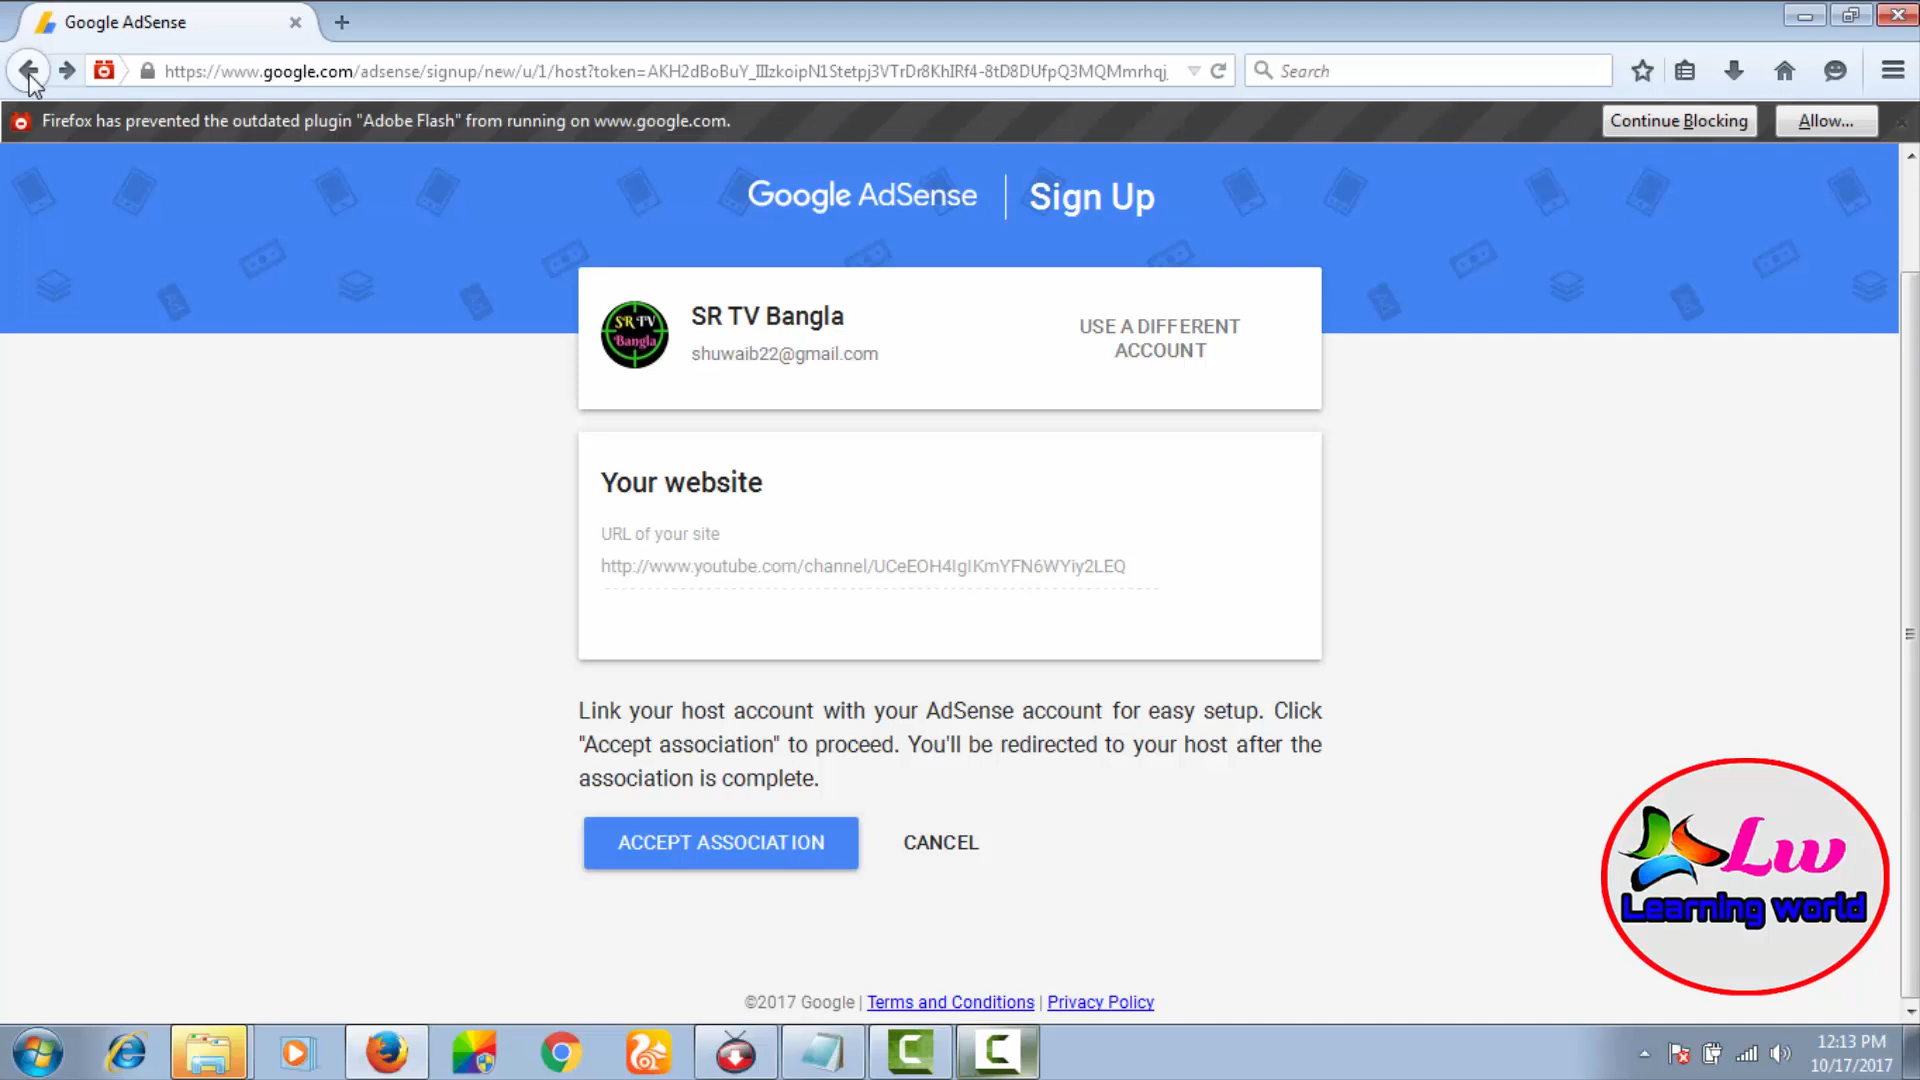 Google AdSense
https://www.google.com/adsense/signup/new/u/1/host?token=AKH2dBoBuY_IIIzkoipN1Stetpj3VTrDr8KhIRf4-8tD8DUfpQ3MQMmrhqj
Search
Firefox has prevented the outdated plugin "Adobe Flash" from running on www.google.com.
Continue Blocking
Allow...
Google AdSense | Sign Up
SR TV
Bangla
SR TV Bangla
shuwaib22@gmail.com
USE A DIFFERENT
ACCOUNT
Your website
URL of your site
http://www.youtube.com/channel/UCeEOH4IgIKmYFN6WYiy2LEQ
Link your host account with your AdSense account for easy setup. Click
"Accept association" to proceed. You'll be redirected to your host after the
association is complete.
ACCEPT ASSOCIATION
CANCEL
Lw
Learning world
©2017 Google | Terms and Conditions | Privacy Policy
12:13 PM
10/17/2017